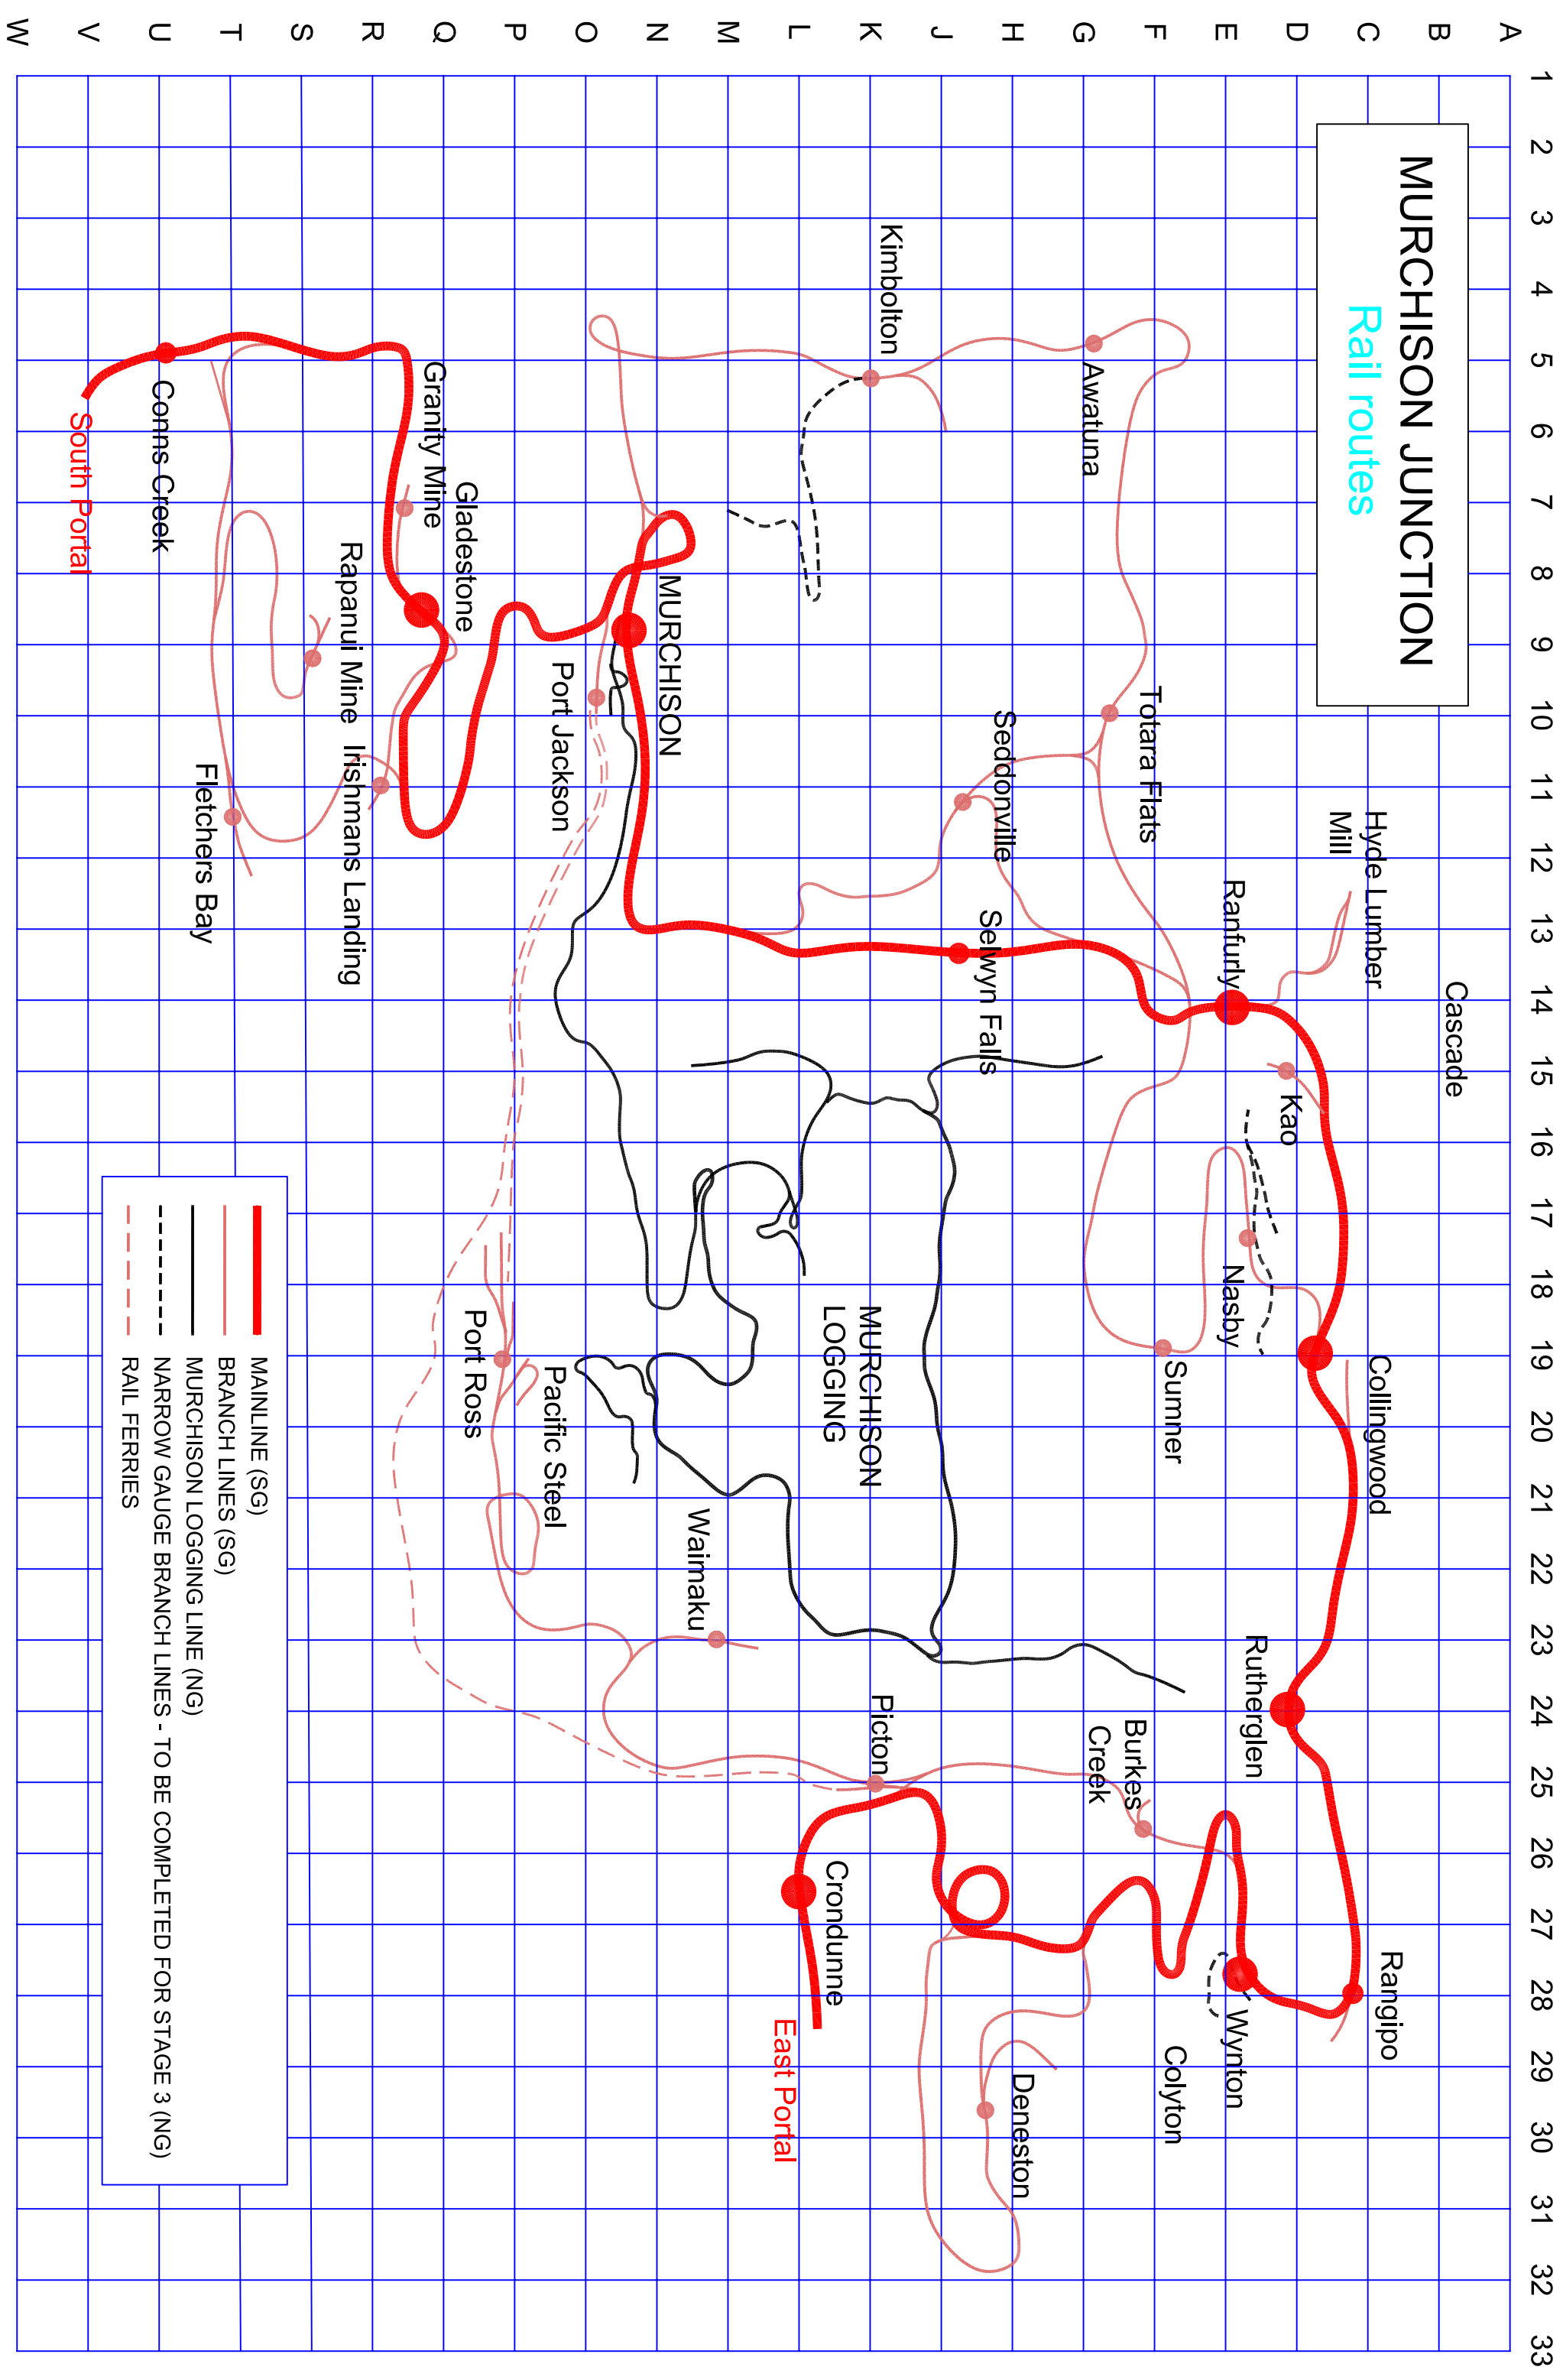 1 2 3 4 5 6 7 8 9 10 11 12 13 14 15 16 17 18 19 20 21 22 23 24 25 26 27 28 29 30 31 32 33
A
B
C
D
E
F
G
H
J
K
L
M
N
O
P
Q
R
S
T
U
V
W
MURCHISON JUNCTION
Rail routes
Cascade
Hyde Lumber
Mill
Collingwood
Rangipo
Kao
Ranfurly
Nasby
Rutherglen
Wynton
Totara Flats
Summer
Burkes
Creek
Colyton
Awatuna
Seddonville
Selwyn Falls
Deneston
Kimbolton
MURCHISON
LOGGING
Picton
Crondunne
East Portal
MURCHISON
Waimaku
Port Jackson
Pacific Steel
Gladestone
Port Ross
Granity Mine
Rapanui Mine
Irishmans Landing
Fletchers Bay
Conns Creek
South Portal
MAINLINE (SG)
BRANCH LINES (SG)
MURCHISON LOGGING LINE (NG)
NARROW GAUGE BRANCH LINES - TO BE COMPLETED FOR STAGE 3 (NG)
RAIL FERRIES